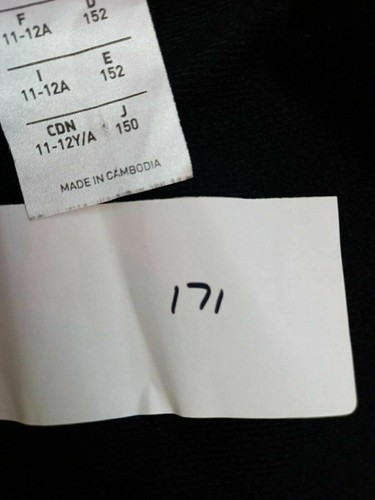 F D
11-12A 152
I E
11-12A 152
CDN J
11-12Y/A 150
MADE IN CAMBODIA
171